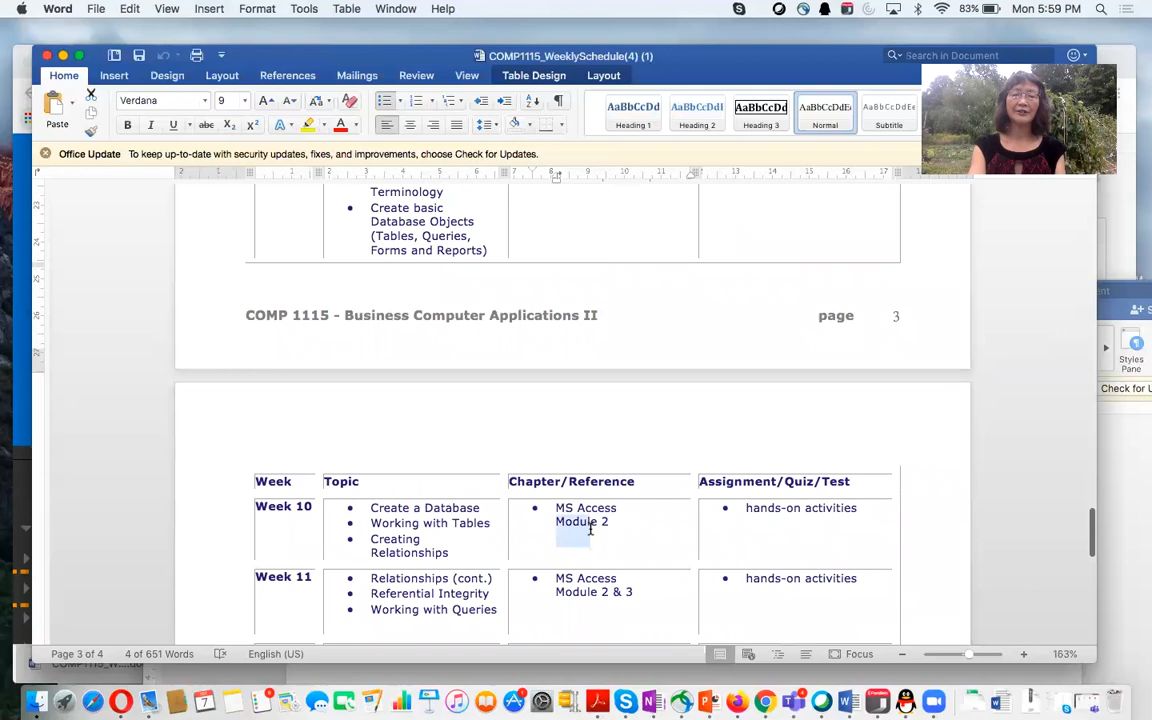 Word File Edit View Insert Format Tools Table Window Help 83% Mon 5:59 PM
COMP1115_WeeklySchedule(4) (1)
Search in Document
Home Insert Design Layout References Mailings Review View Table Design Layout
Paste
Verdana 9
AaBbCcDd AaBbCcDdI AaBbCcDd AaBbCcDdEe AaBbCcDdEe
Heading 1 Heading 2 Heading 3 Normal Subtitle
Office Update To keep up-to-date with security updates, fixes, and improvements, choose Check for Updates.
Styles
Pane
Check for U
Terminology
• Create basic
Database Objects
(Tables, Queries,
Forms and Reports)
COMP 1115 - Business Computer Applications II page 3
Week Topic Chapter/Reference Assignment/Quiz/Test
Week 10 • Create a Database • MS Access • hands-on activities
• Working with Tables Module 2
• Creating
Relationships
Week 11 • Relationships (cont.) • MS Access • hands-on activities
• Referential Integrity Module 2 & 3
• Working with Queries
Page 3 of 4 4 of 651 Words English (US) Focus 163%